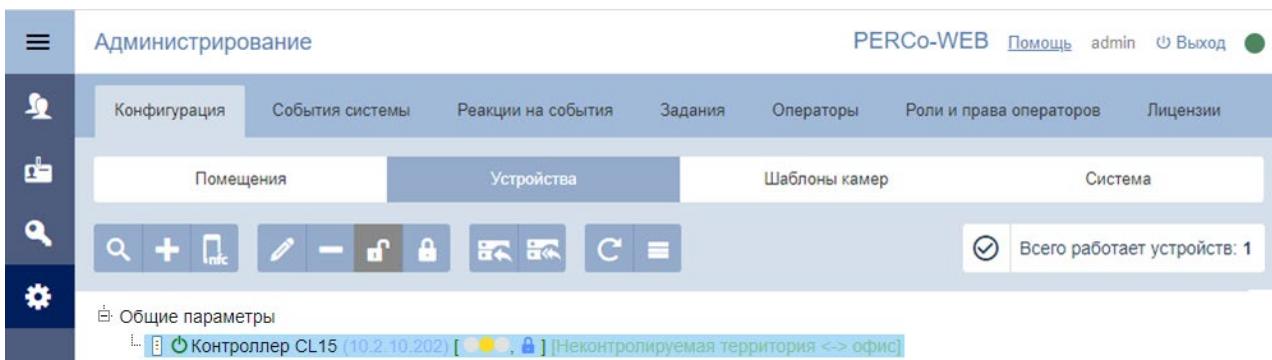 Администрирование PERCo-WEB Помощь admin Выход
Конфигурация События системы Реакции на события Задания Операторы Роли и права операторов Лицензии
Помещения Устройства Шаблоны камер Система
nfc Всего работает устройств: 1
Общие параметры
Контроллер CL15 (10.2.10.202) [ , ] [Неконтролируемая территория <-> офис]